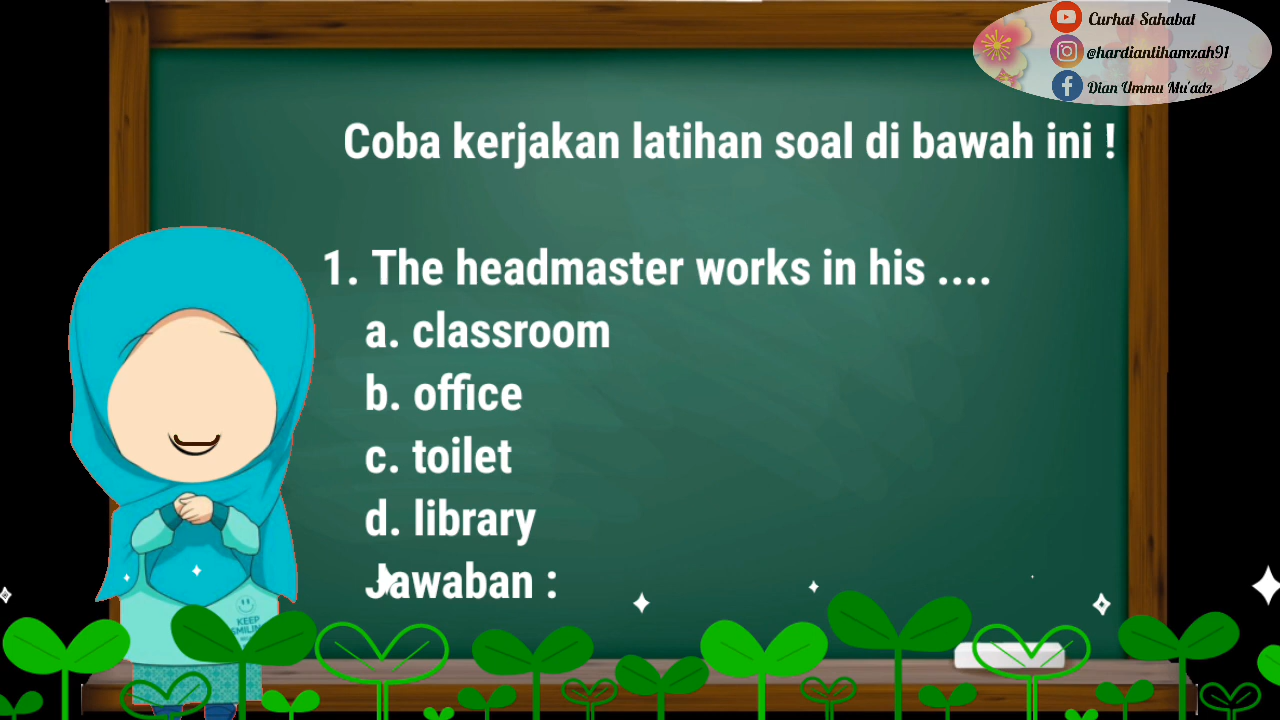 Curhat Sahabat
@hardiantihamzah91
Dian Ummu Mu'adz
Coba kerjakan latihan soal di bawah ini !
1. The headmaster works in his ....
a. classroom
b. office
c. toilet
d. library
Jawaban :
KEEP
SMILING